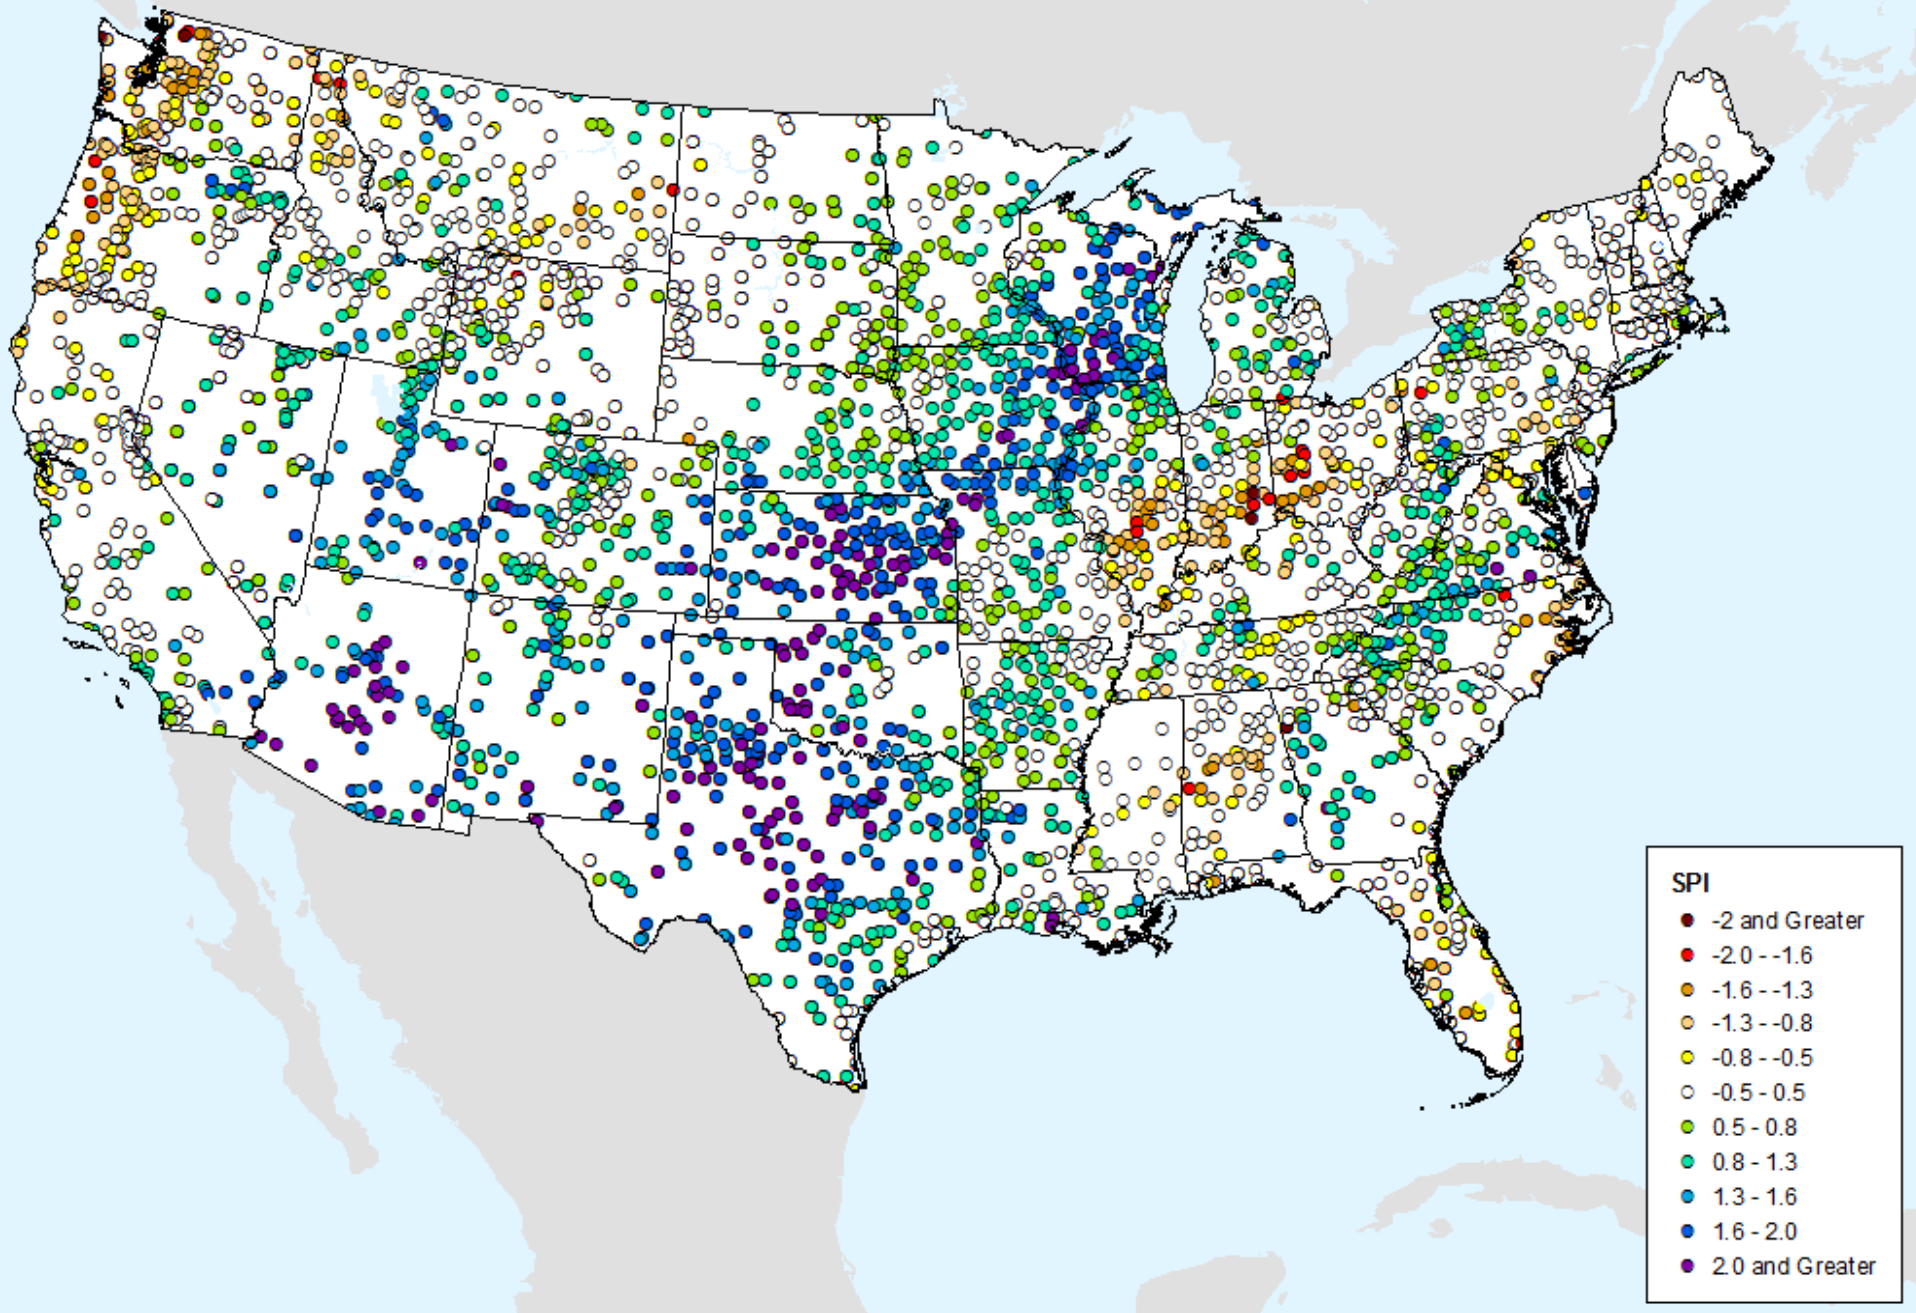 SPI
-2 and Greater
-2.0 - -1.6
-1.6 - -1.3
-1.3 - -0.8
-0.8 - -0.5
-0.5 - 0.5
0.5 - 0.8
0.8 - 1.3
1.3 - 1.6
1.6 - 2.0
2.0 and Greater